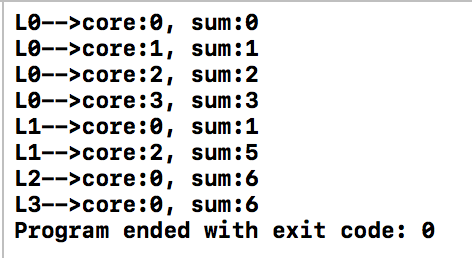 L0-->core:0, sum:0
L0-->core:1, sum:1
L0-->core:2, sum:2
L0-->core:3, sum:3
L1-->core:0, sum:1
L1-->core:2, sum:5
L2-->core:0, sum:6
L3-->core:0, sum:6
Program ended with exit code: 0